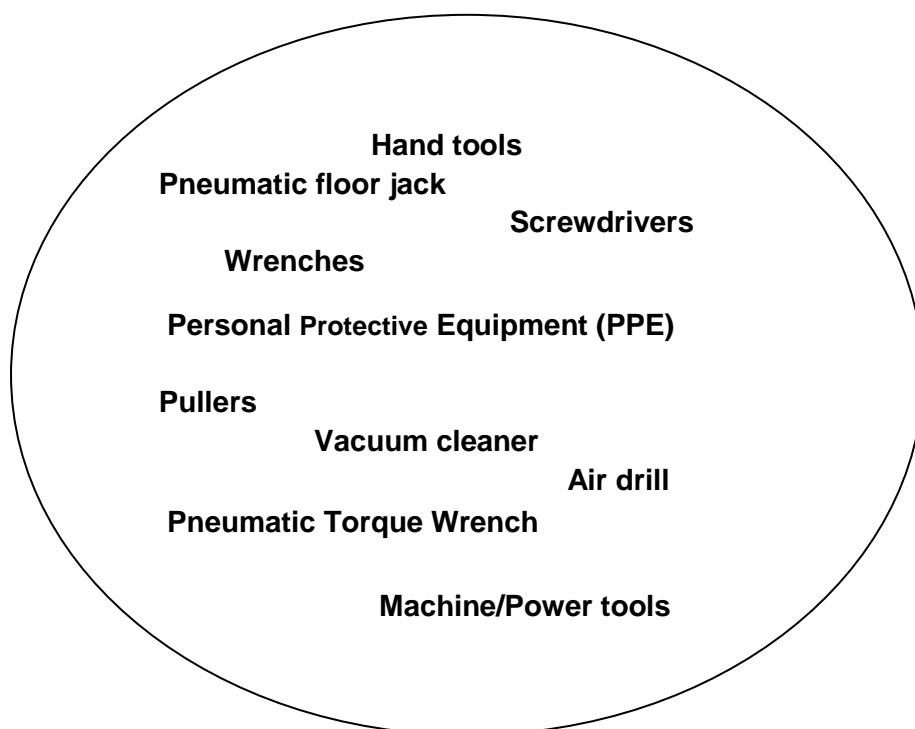 Hand tools
Pneumatic floor jack
Screwdrivers
Wrenches
Personal Protective Equipment (PPE)
Pullers
Vacuum cleaner
Air drill
Pneumatic Torque Wrench
Machine/Power tools